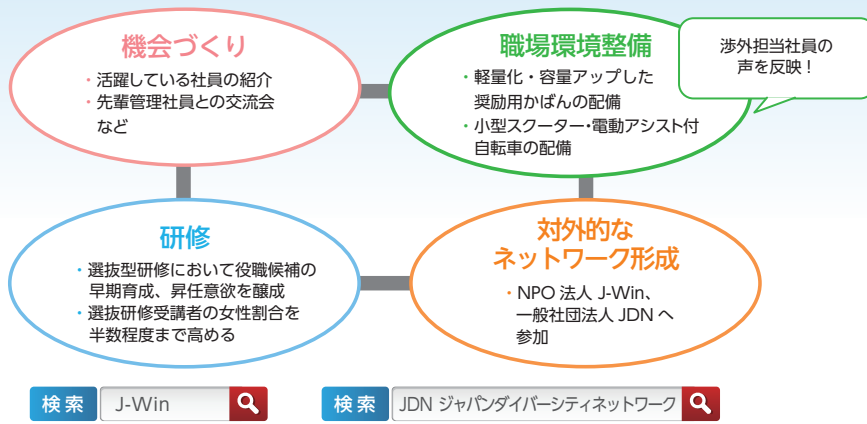 機会づくり
・活躍している社員の紹介
・先輩管理社員との交流会
など
職場環境整備
・軽量化・容量アップした
奨励用かばんの配備
・小型スクーター・電動アシスト付
自転車の配備
渉外担当社員の
声を反映！
研修
・選抜型研修において役職候補の
早期育成、昇任意欲を醸成
・選抜研修受講者の女性割合を
半数程度まで高める
対外的な
ネットワーク形成
・NPO 法人 J-Win、
一般社団法人 JDN へ
参加
検索 J-Win
検索 JDN ジャパンダイバーシティネットワーク